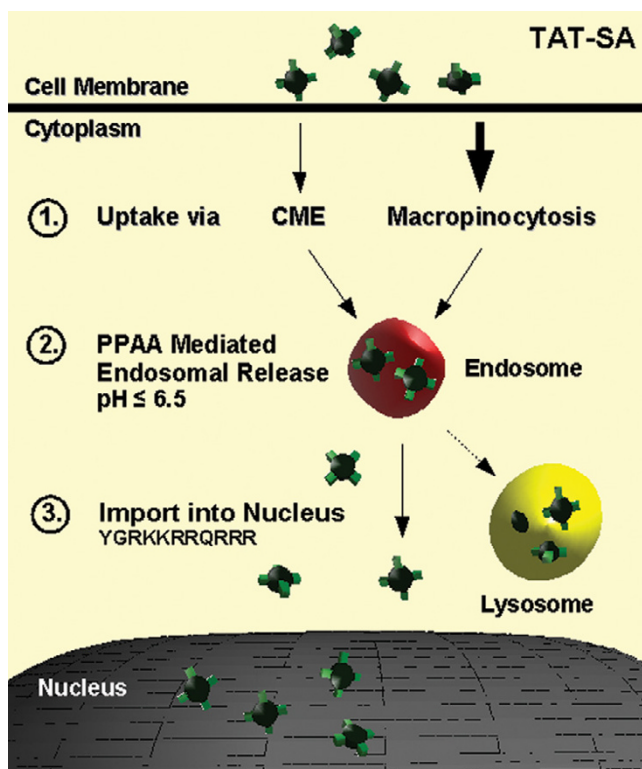 TAT-SA
Cell Membrane
Cytoplasm
1. Uptake via CME Macropinocytosis
2. PPAA Mediated
Endosomal Release
pH ≤ 6.5
Endosome
3. Import into Nucleus
YGRKKRRQRRR
Lysosome
Nucleus